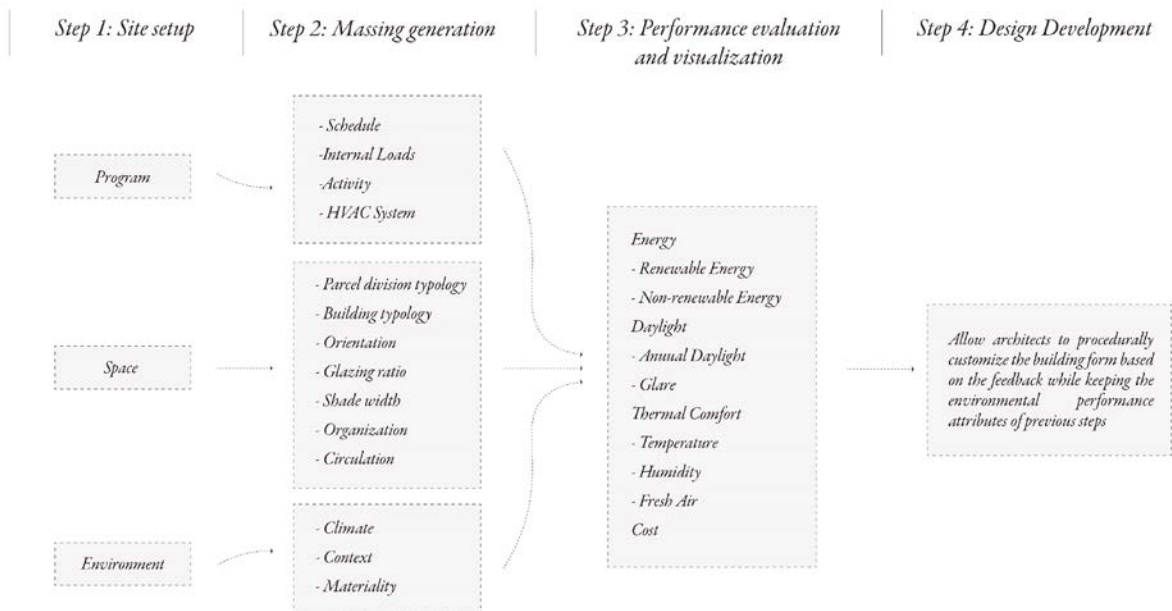 Step 1: Site setup
Step 2: Massing generation
Step 3: Performance evaluation
and visualization
Step 4: Design Development
Program
- Schedule
-Internal Loads
-Activity
- HVAC System
Space
- Parcel division typology
- Building typology
- Orientation
- Glazing ratio
- Shade width
- Organization
- Circulation
Environment
- Climate
- Context
- Materiality
Energy
- Renewable Energy
- Non-renewable Energy
Daylight
- Annual Daylight
- Glare
Thermal Comfort
- Temperature
- Humidity
- Fresh Air
Cost
Allow architects to procedurally
customize the building form based
on the feedback while keeping the
environmental performance
attributes of previous steps